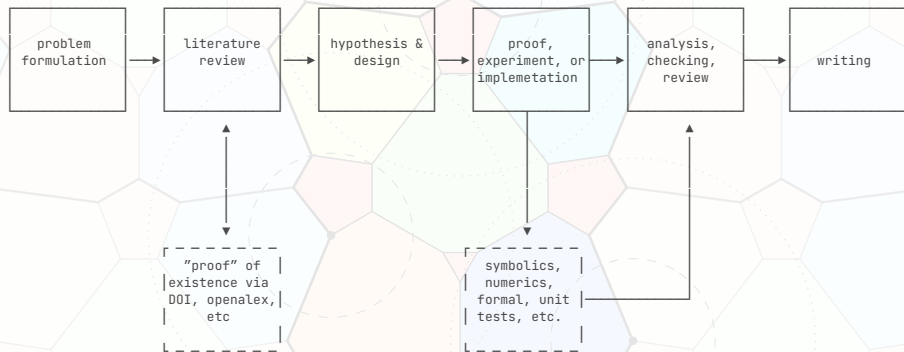 problem
formulation
literature
review
hypothesis &
design
proof,
experiment, or
implemetation
analysis,
checking,
review
writing
”proof” of
existence via
DOI, openalex,
etc
symbolics,
numerics,
formal, unit
tests, etc.